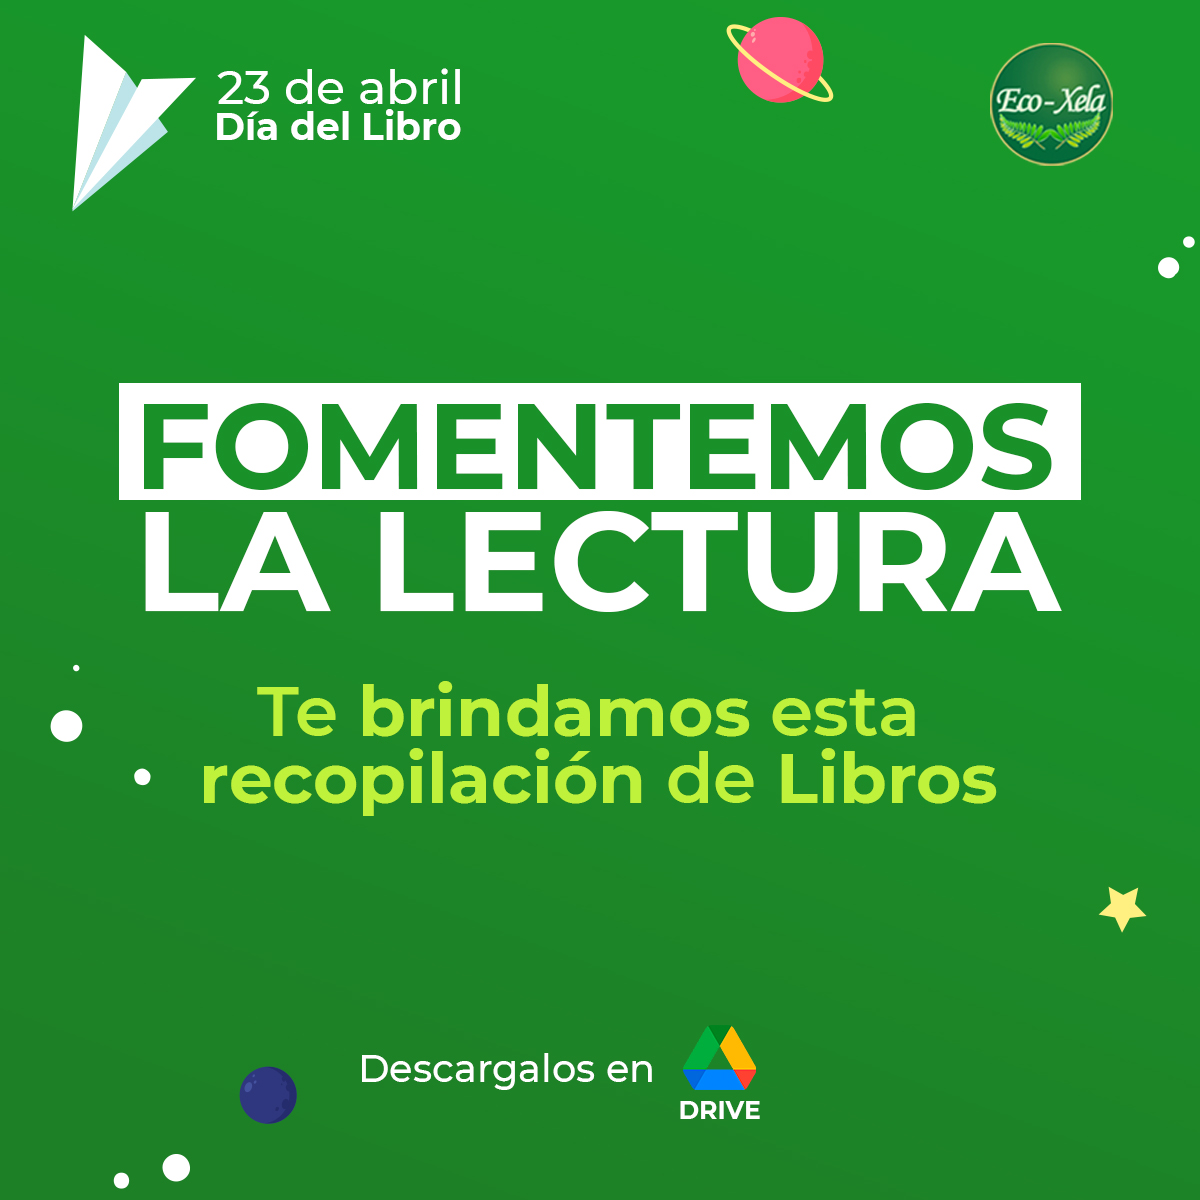 23 de abril
Día del Libro
Eco-Xela
FOMENTEMOS
LA LECTURA
Te brindamos esta
recopilación de Libros
Descargalos en
DRIVE